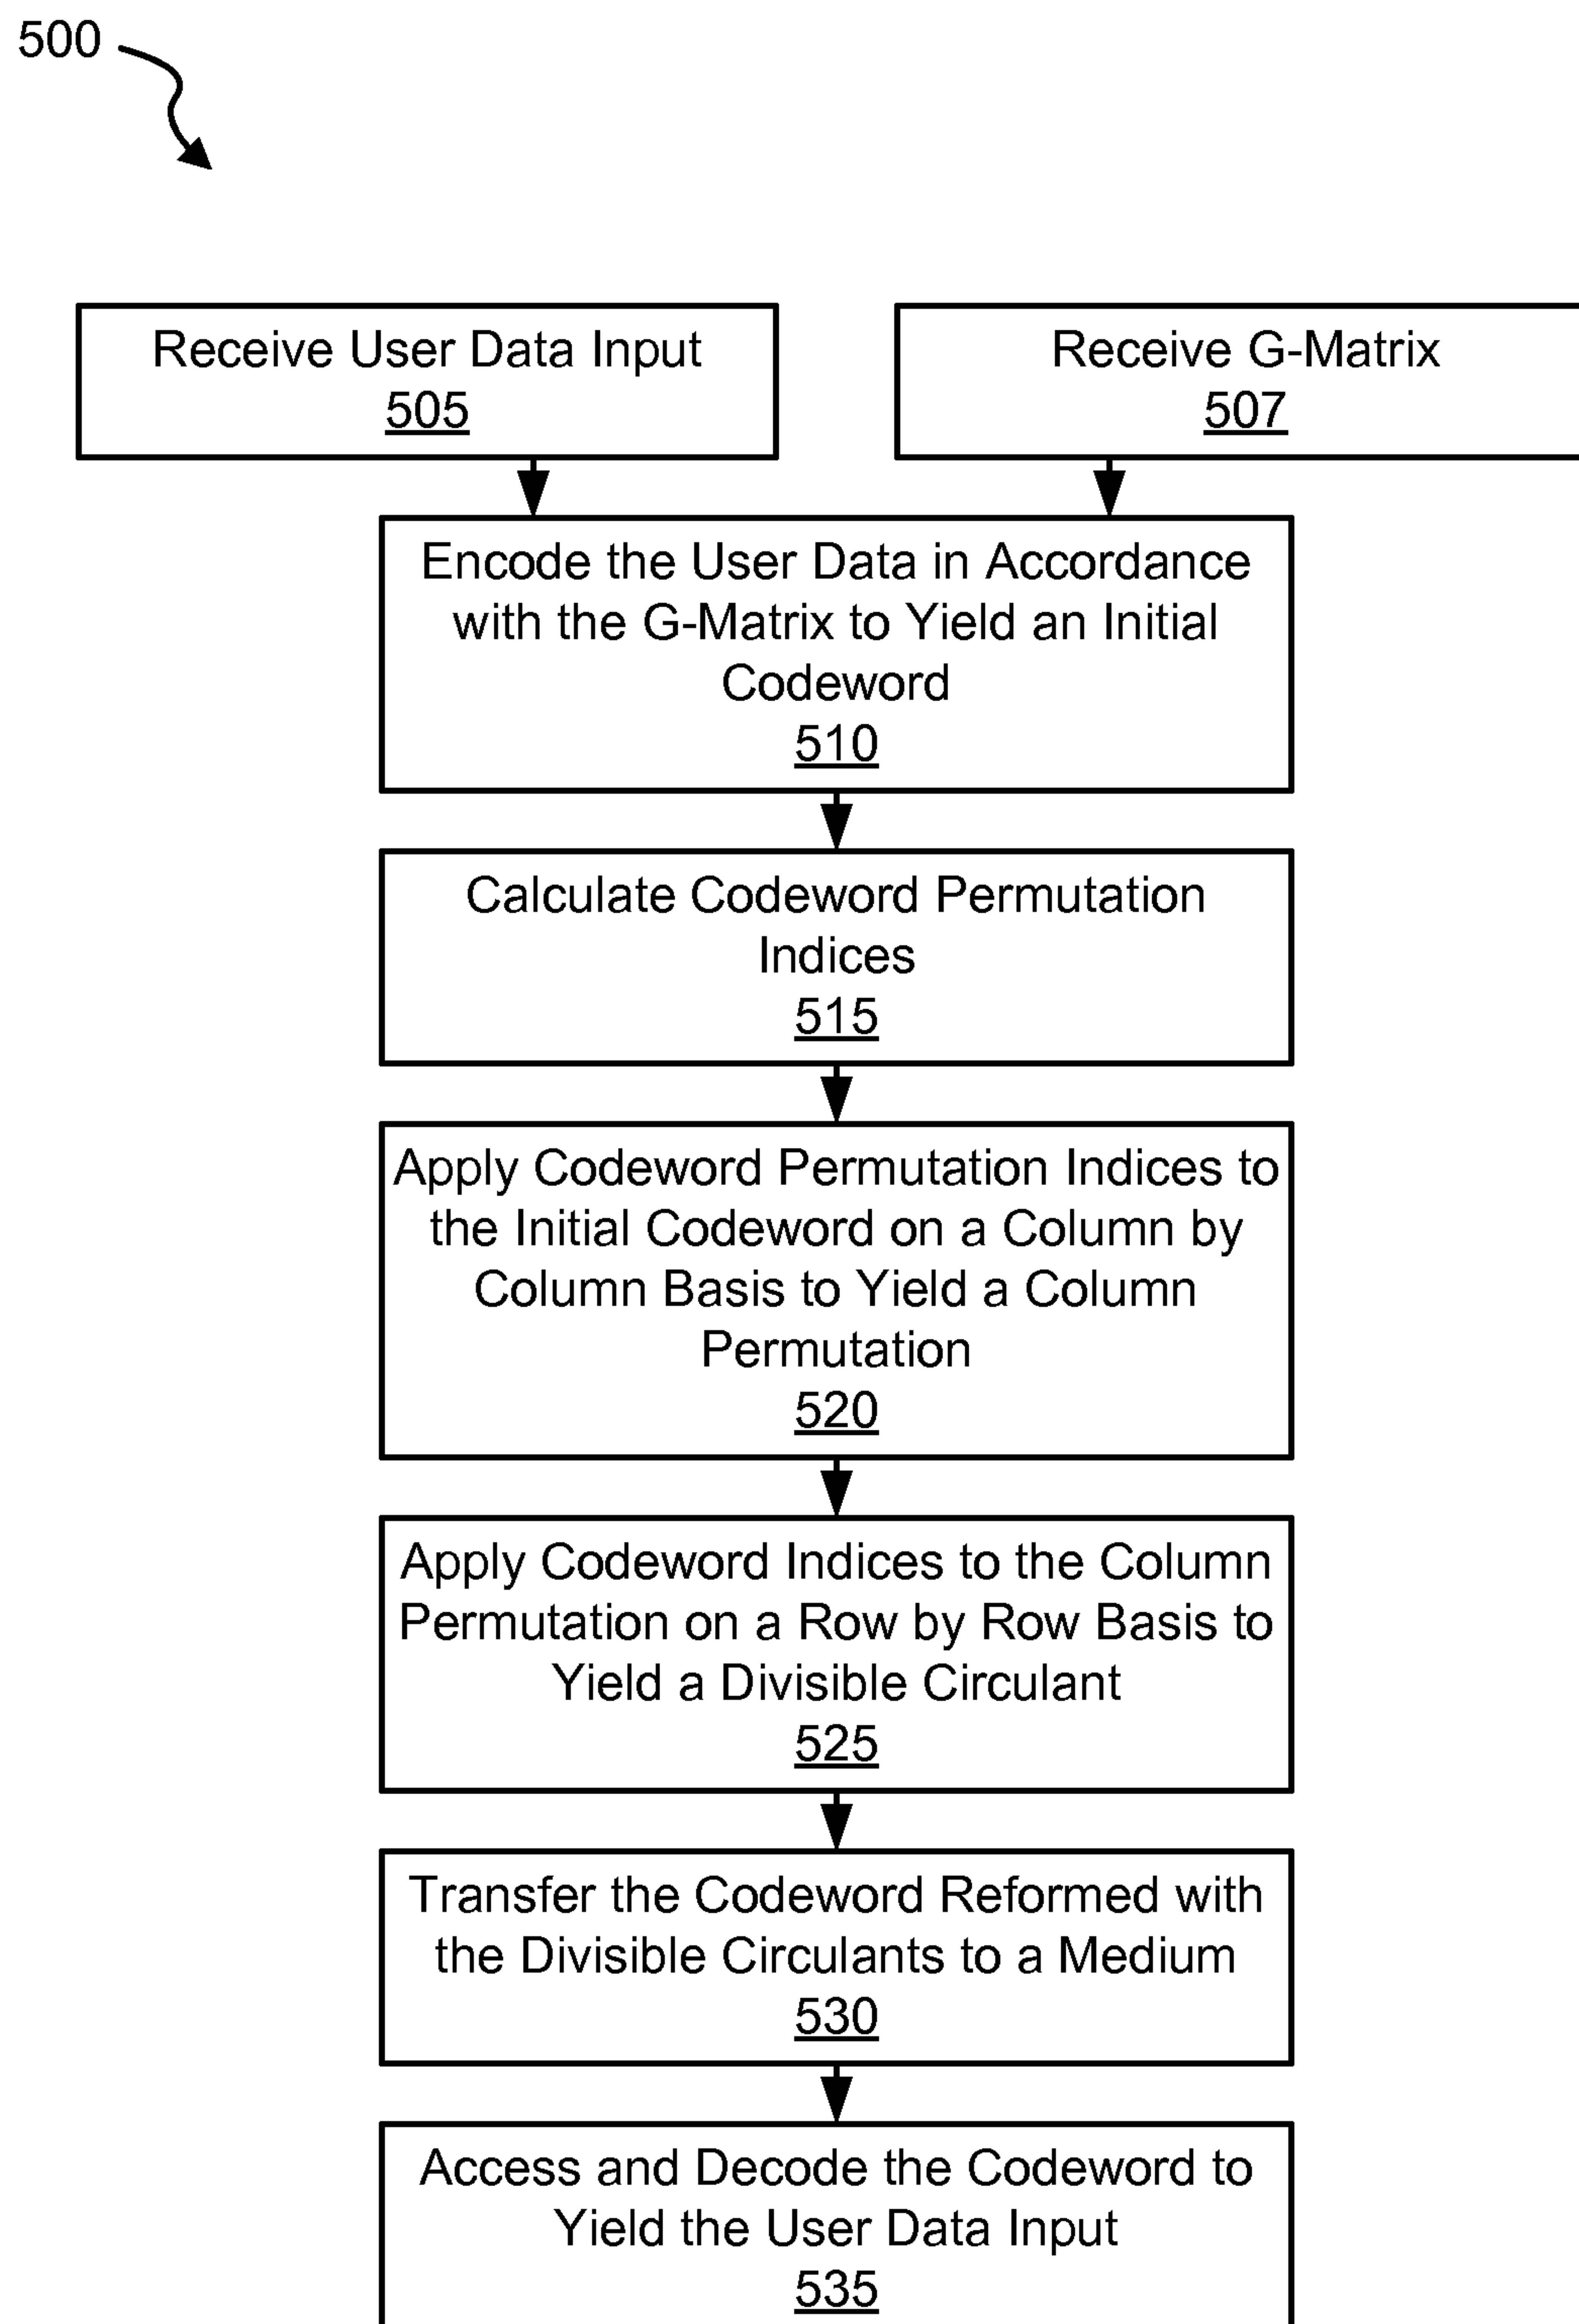 500
Receive User Data Input
505
Receive G-Matrix
507
Encode the User Data in Accordance
with the G-Matrix to Yield an Initial
Codeword
510
Calculate Codeword Permutation
Indices
515
Apply Codeword Permutation Indices to
the Initial Codeword on a Column by
Column Basis to Yield a Column
Permutation
520
Apply Codeword Indices to the Column
Permutation on a Row by Row Basis to
Yield a Divisible Circulant
525
Transfer the Codeword Reformed with
the Divisible Circulants to a Medium
530
Access and Decode the Codeword to
Yield the User Data Input
535